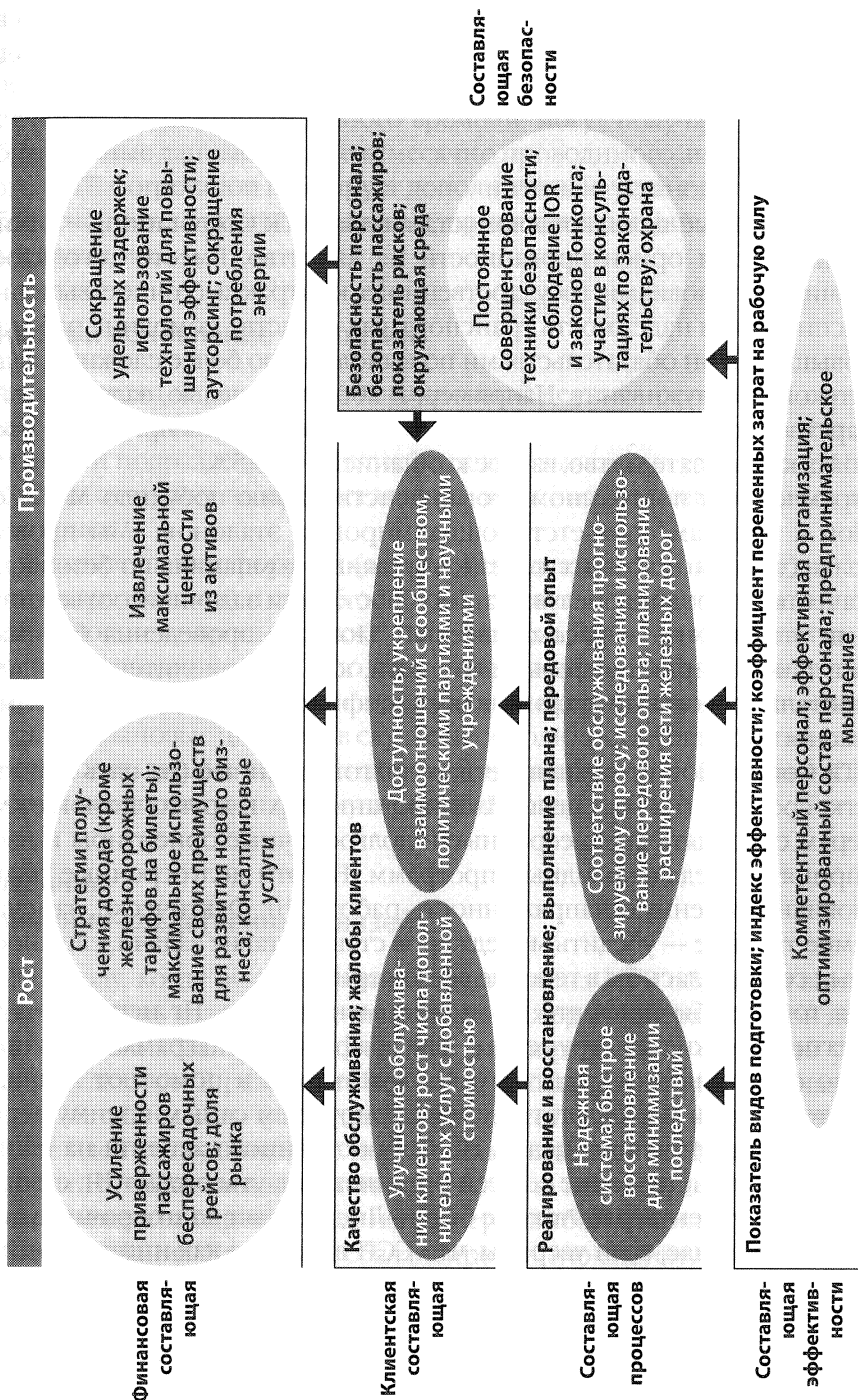 Рост
Производительность
Финансовая
составля-
ющая
Усиление
приверженности
пассажиров
беспересадочных
рейсов; доля
рынка
Стратегии полу-
чения дохода (кроме
железнодорожных
тарифов на билеты);
максимальное использо-
вание своих преимуществ
для развития нового биз-
неса; консалтинговые
услуги
Извлечение
максимальной
ценности
из активов
Сокращение
удельных издержек;
использование
технологий для повы-
шения эффективности;
аутсорсинг; сокращение
потребления
энергии
Клиентская
составля-
ющая
Качество обслуживания; жалобы клиентов
Улучшение обслужива-
ния клиентов; рост числа допол-
нительных услуг с добавленной
стоимостью
Доступность; укрепление
взаимоотношений с сообществом,
политическими партиями и научными
учреждениями
Безопасность персонала;
безопасность пассажиров;
показатель рисков;
окружающая среда
Постоянное
совершенствование
техники безопасности;
соблюдение IOR
и законов Гонконга;
участие в консуль-
тациях по законода-
тельству; охрана
Составля-
ющая
безопас-
ности
Составля-
ющая
процессов
Реагирование и восстановление; выполнение плана; передовой опыт
Надежная
система; быстрое
восстановление
для минимизации
последствий
Соответствие обслуживания прогно-
зируемому спросу; исследования и использо-
вание передового опыта; планирование
расширения сети железных дорог
Составля-
ющая
эффектив-
ности
Показатель видов подготовки; индекс эффективности; коэффициент переменных затрат на рабочую силу
Компетентный персонал; эффективная организация;
оптимизированный состав персонала; предпринимательское
мышление